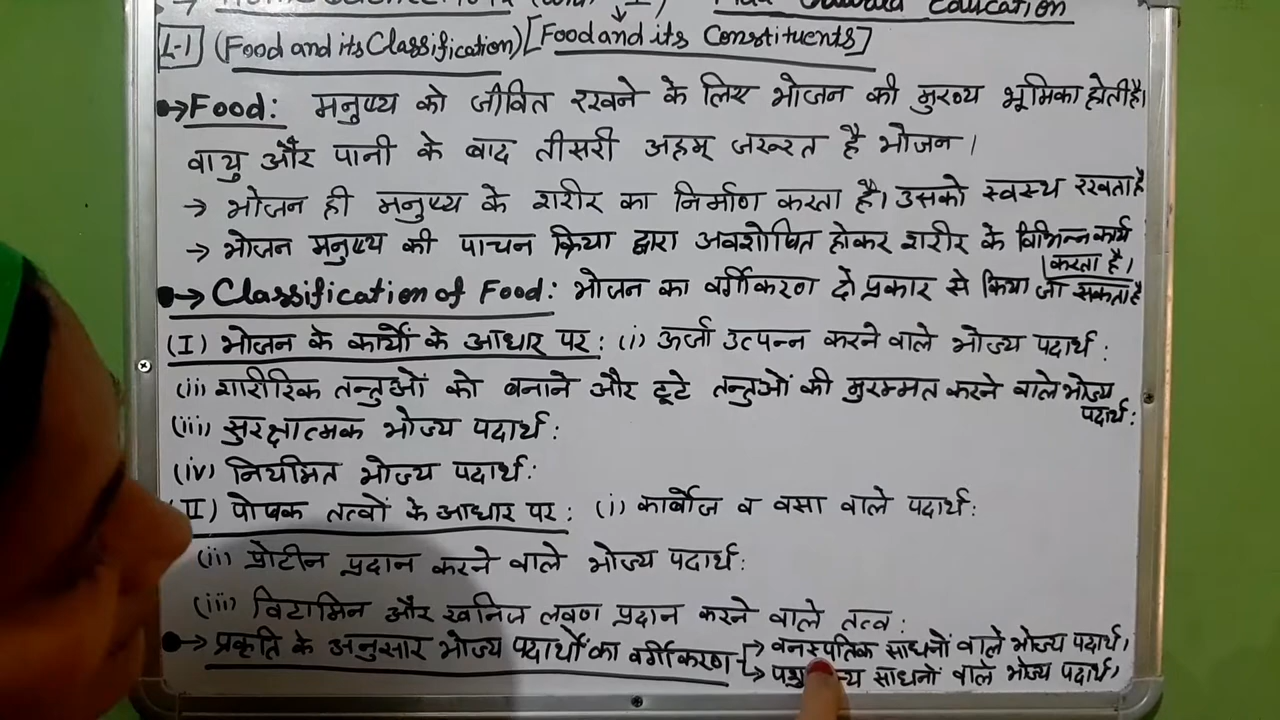 Education
L-1 (Food and its Classification) [Food and its Constituents]
→ Food: मनुष्य को जीवित रखने के लिए भोजन की मुख्य भूमिका होती है।
वायु और पानी के बाद तीसरी अहम् जरूरत है भोजन।
→ भोजन ही मनुष्य के शरीर का निर्माण करता है। उसको स्वस्थ रखता है
→ भोजन मनुष्य की पाचन क्रिया द्वारा अवशोषित होकर शरीर के विभिन्न कार्य
करता है।
→ Classification of Food: भोजन का वर्गीकरण दो प्रकार से किया जा सकता है
(I) भोजन के कार्यों के आधार पर: (i) ऊर्जा उत्पन्न करने वाले भोज्य पदार्थ:
(ii) शारीरिक तन्तुओं को बनाने और टूटे तन्तुओं की मुरम्मत करने वाले भोज्य
पदार्थ:
(iii) सुरक्षात्मक भोज्य पदार्थ:
(iv) नियमित भोज्य पदार्थ:
II) पोषक तत्वों के आधार पर: (i) कार्बोज व वसा वाले पदार्थ:
(ii) प्रोटीन प्रदान करने वाले भोज्य पदार्थ:
(iii) विटामिन और खनिज लवण प्रदान करने वाले तत्व:
→ प्रकृति के अनुसार भोज्य पदार्थों का वर्गीकरण → वनस्पतिक साधनों वाले भोज्य पदार्थ,
→ साधनों वाले भोज्य पदार्थ,